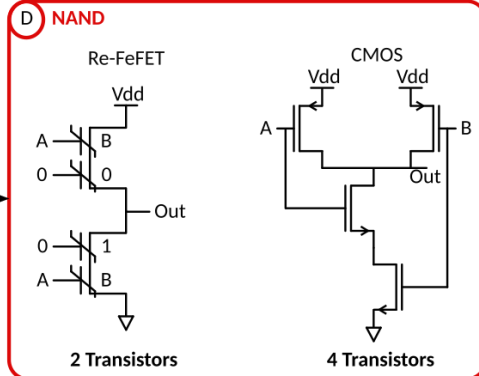 D NAND
Re-FeFET
Vdd
A B
0 0
Out
0 1
A B
2 Transistors
CMOS
Vdd Vdd
A B
Out
4 Transistors